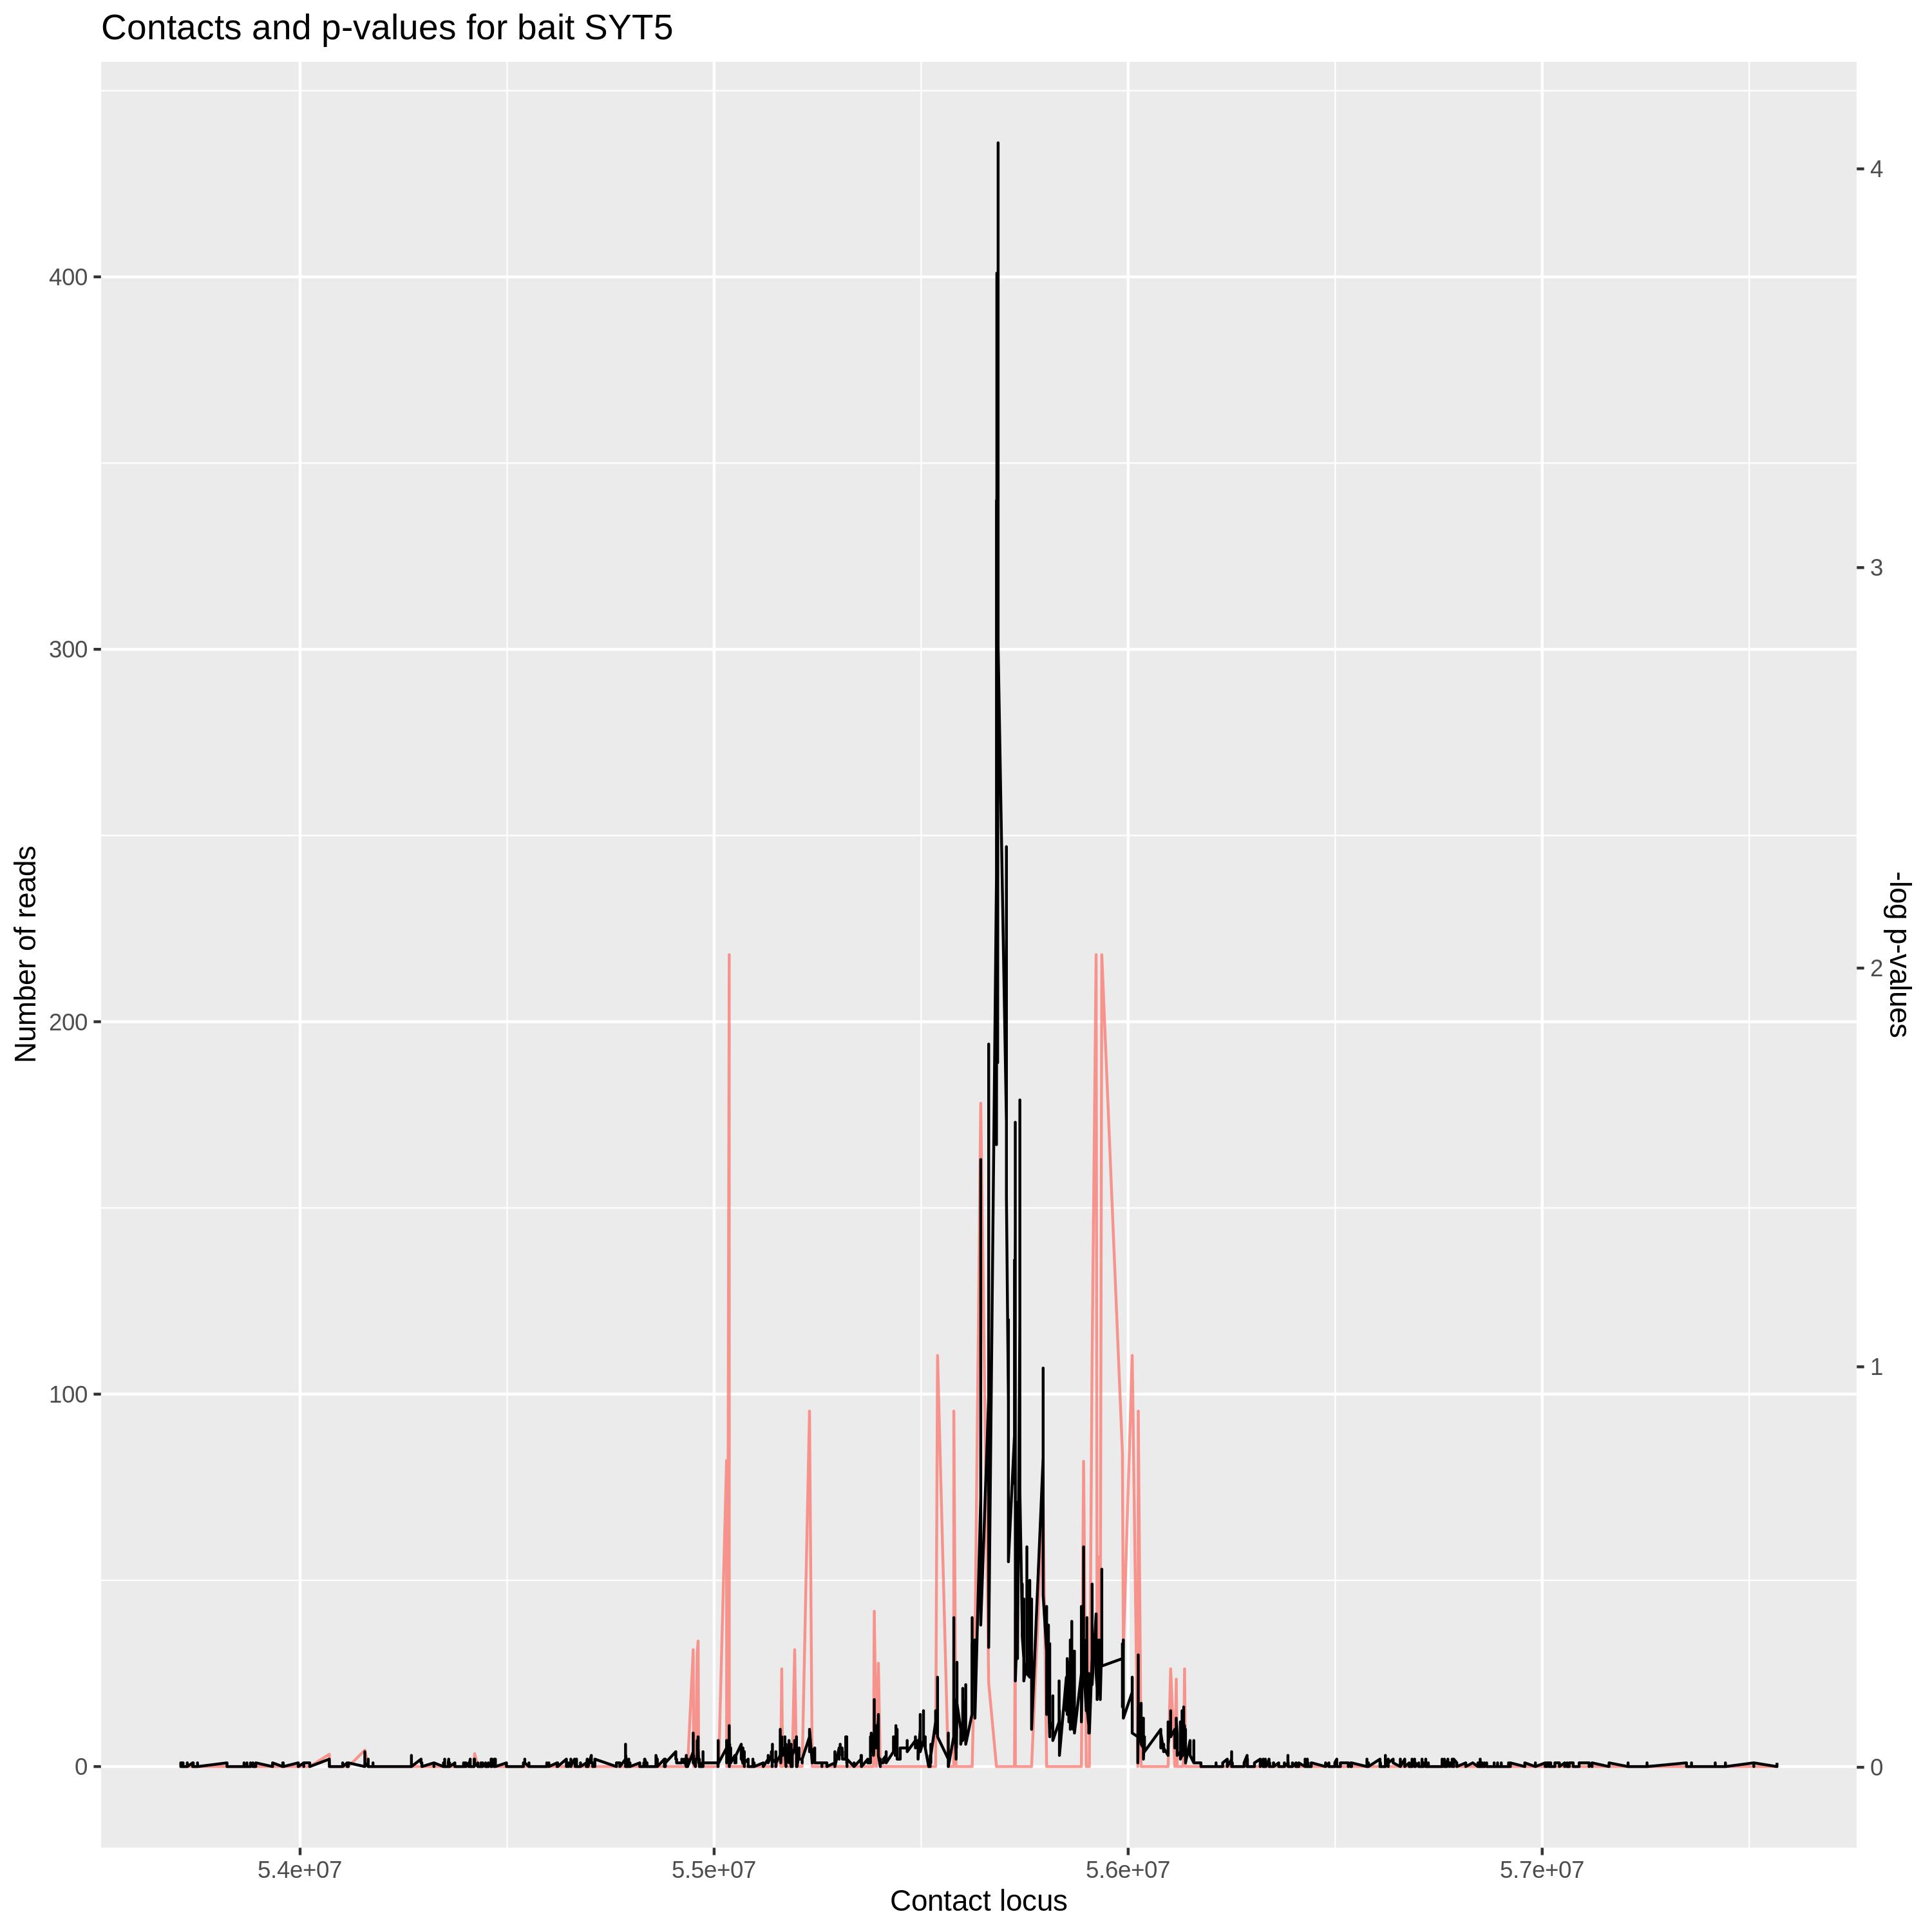 Contacts and p-values for bait SYT5
400
300
200
100
0
Number of reads
4
3
2
1
0
-log p-values
5.4e+07
5.5e+07
5.6e+07
5.7e+07
Contact locus